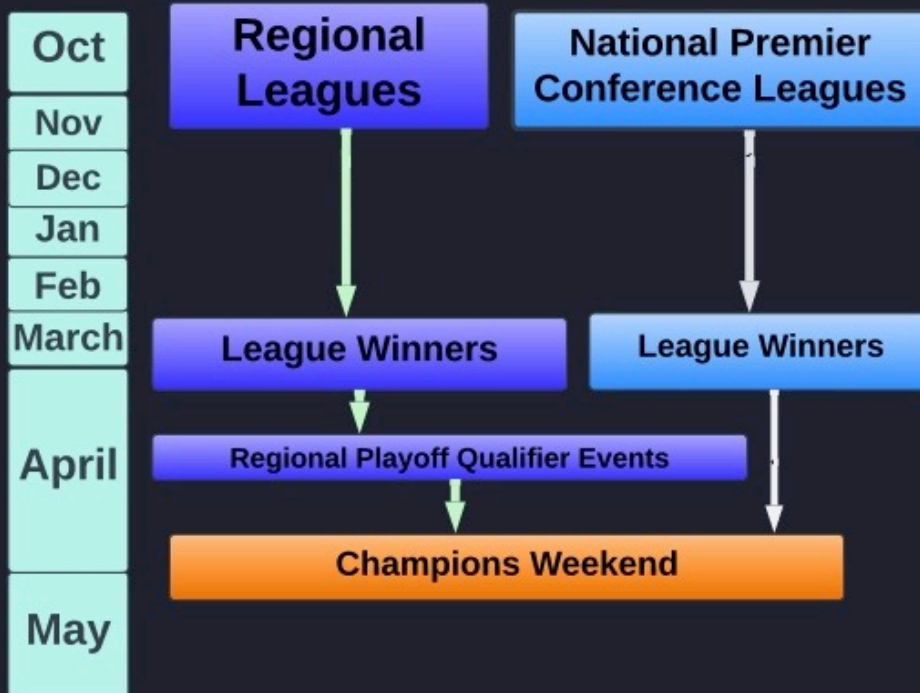 Oct
Nov
Dec
Jan
Feb
March
April
May
Regional
Leagues
National Premier
Conference Leagues
League Winners
League Winners
Regional Playoff Qualifier Events
Champions Weekend